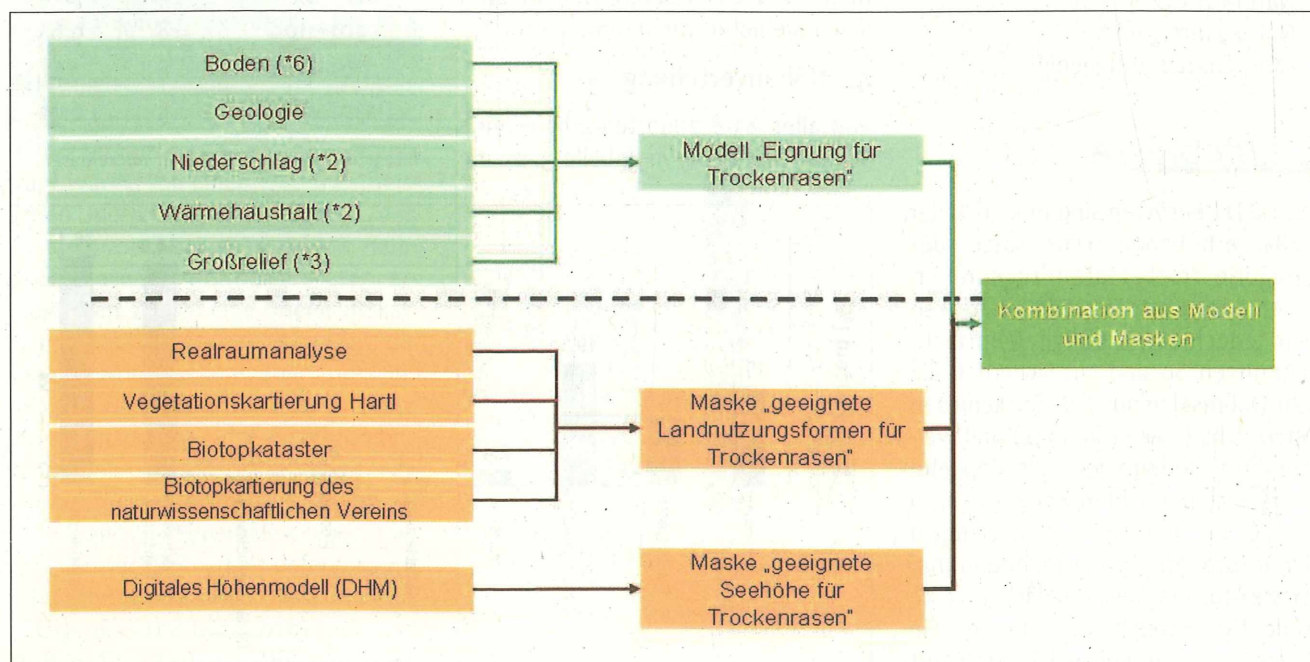 Boden (*6)
Geologie
Niederschlag (*2)
Wärmehaushalt (*2)
Großrelief (*3)
Modell „Eignung für
Trockenrasen"
Kombination aus Modell
und Masken
Realraumanalyse
Vegetationskartierung Hartl
Biotopkataster
Biotopkartierung des
naturwissenschaftlichen Vereins
Maske „geeignete
Landnutzungsformen für
Trockenrasen"
Digitales Höhenmodell (DHM)
Maske „geeignete
Seehöhe für
Trockenrasen"